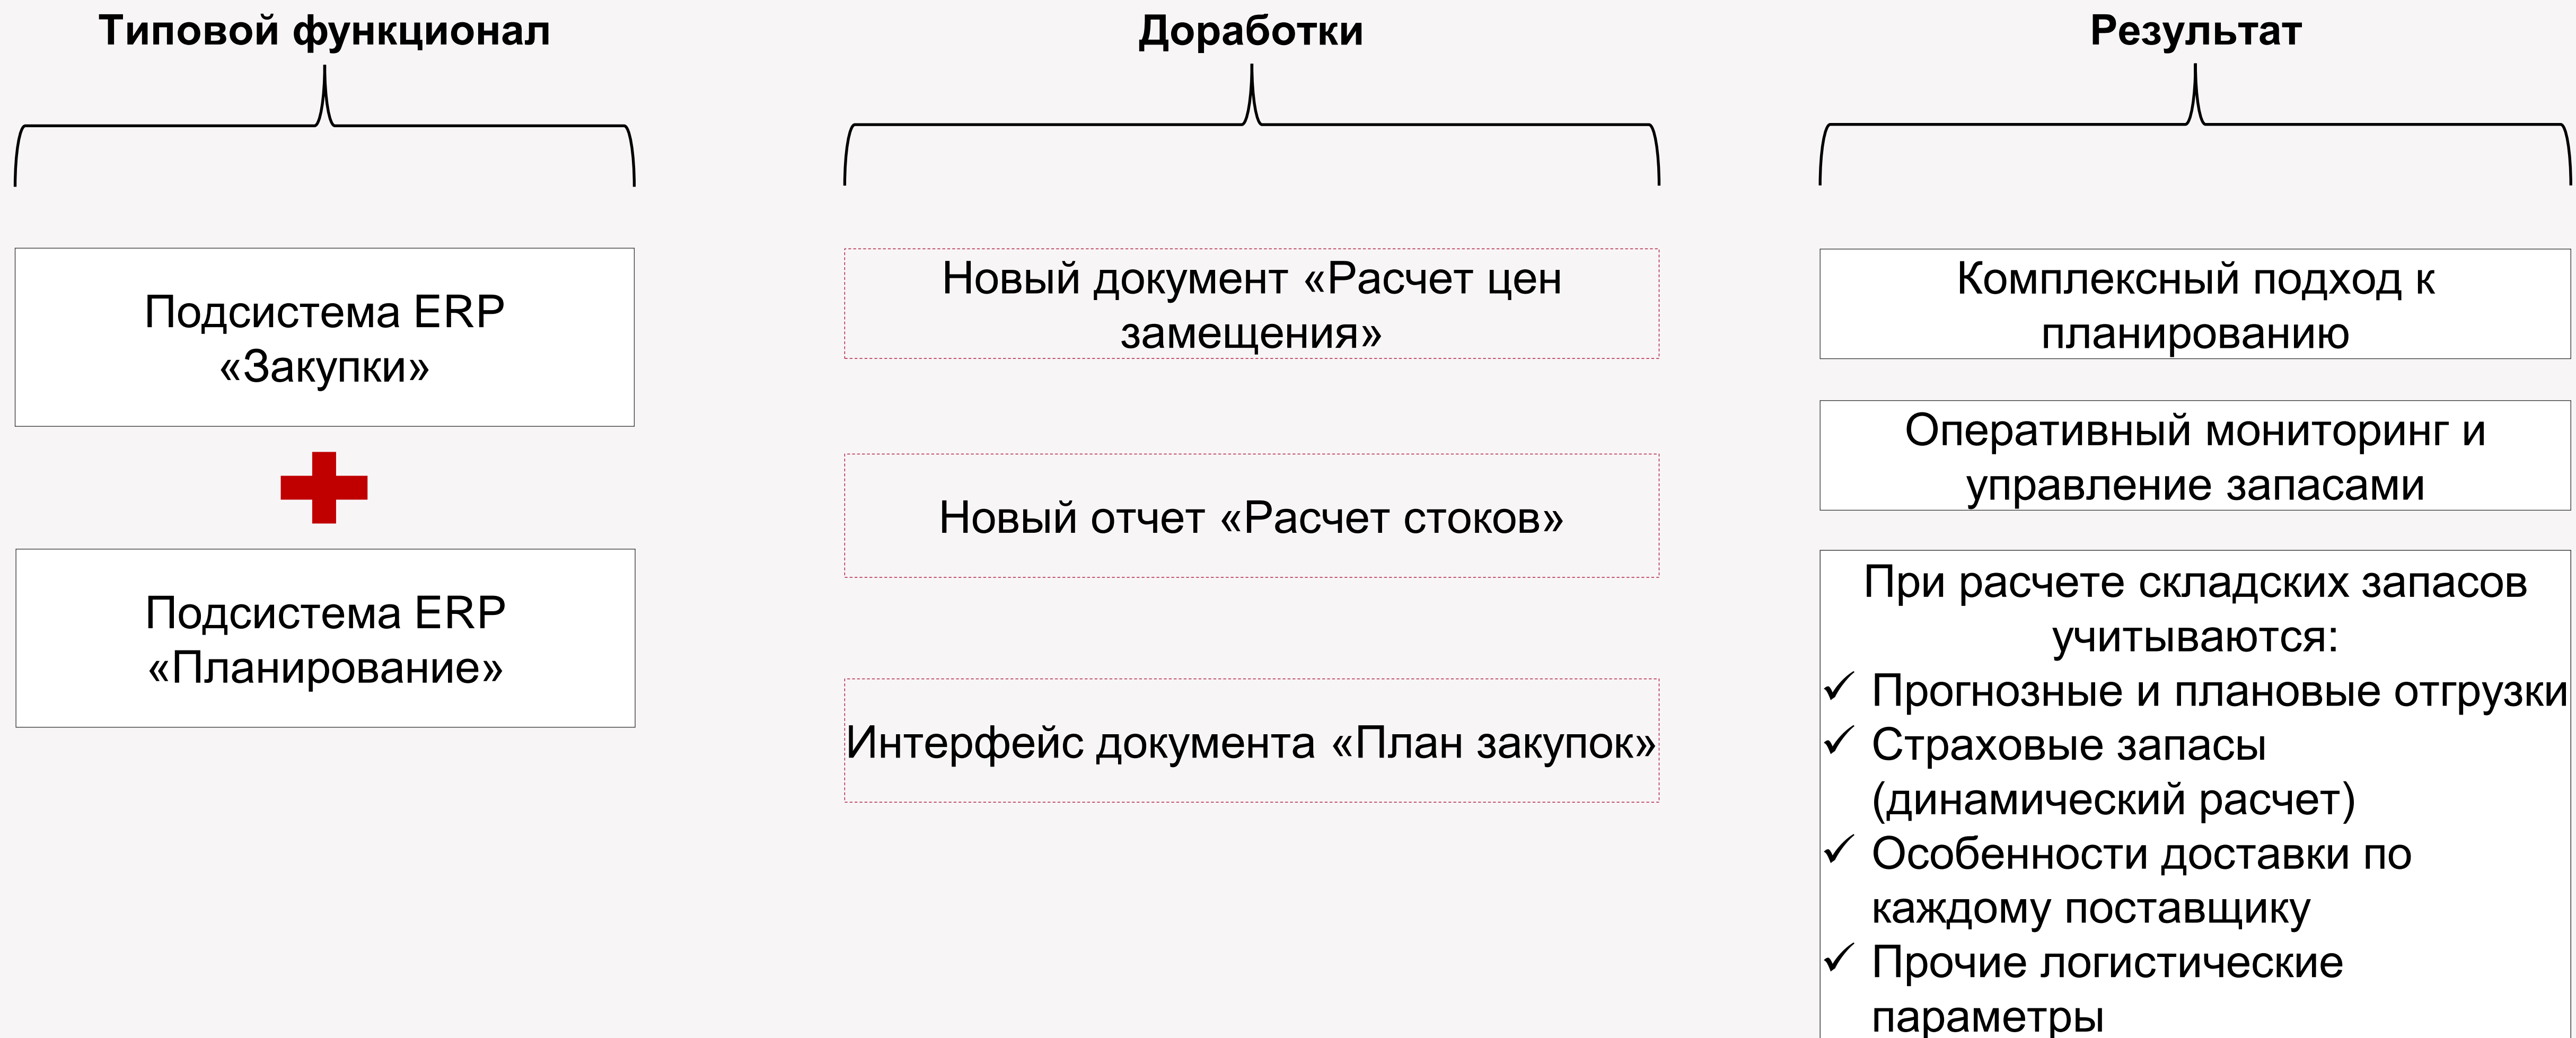 Типовой функционал
Подсистема ERP
«Закупки»
Подсистема ERP
«Планирование»
Доработки
Новый документ «Расчет цен
замещения»
Новый отчет «Расчет стоков»
Интерфейс документа «План закупок»
Результат
Комплексный подход к
планированию
Оперативный мониторинг и
управление запасами
При расчете складских запасов
учитываются:
✓ Прогнозные и плановые отгрузки
✓ Страховые запасы
(динамический расчет)
✓ Особенности доставки по
каждому поставщику
✓ Прочие логистические
параметры